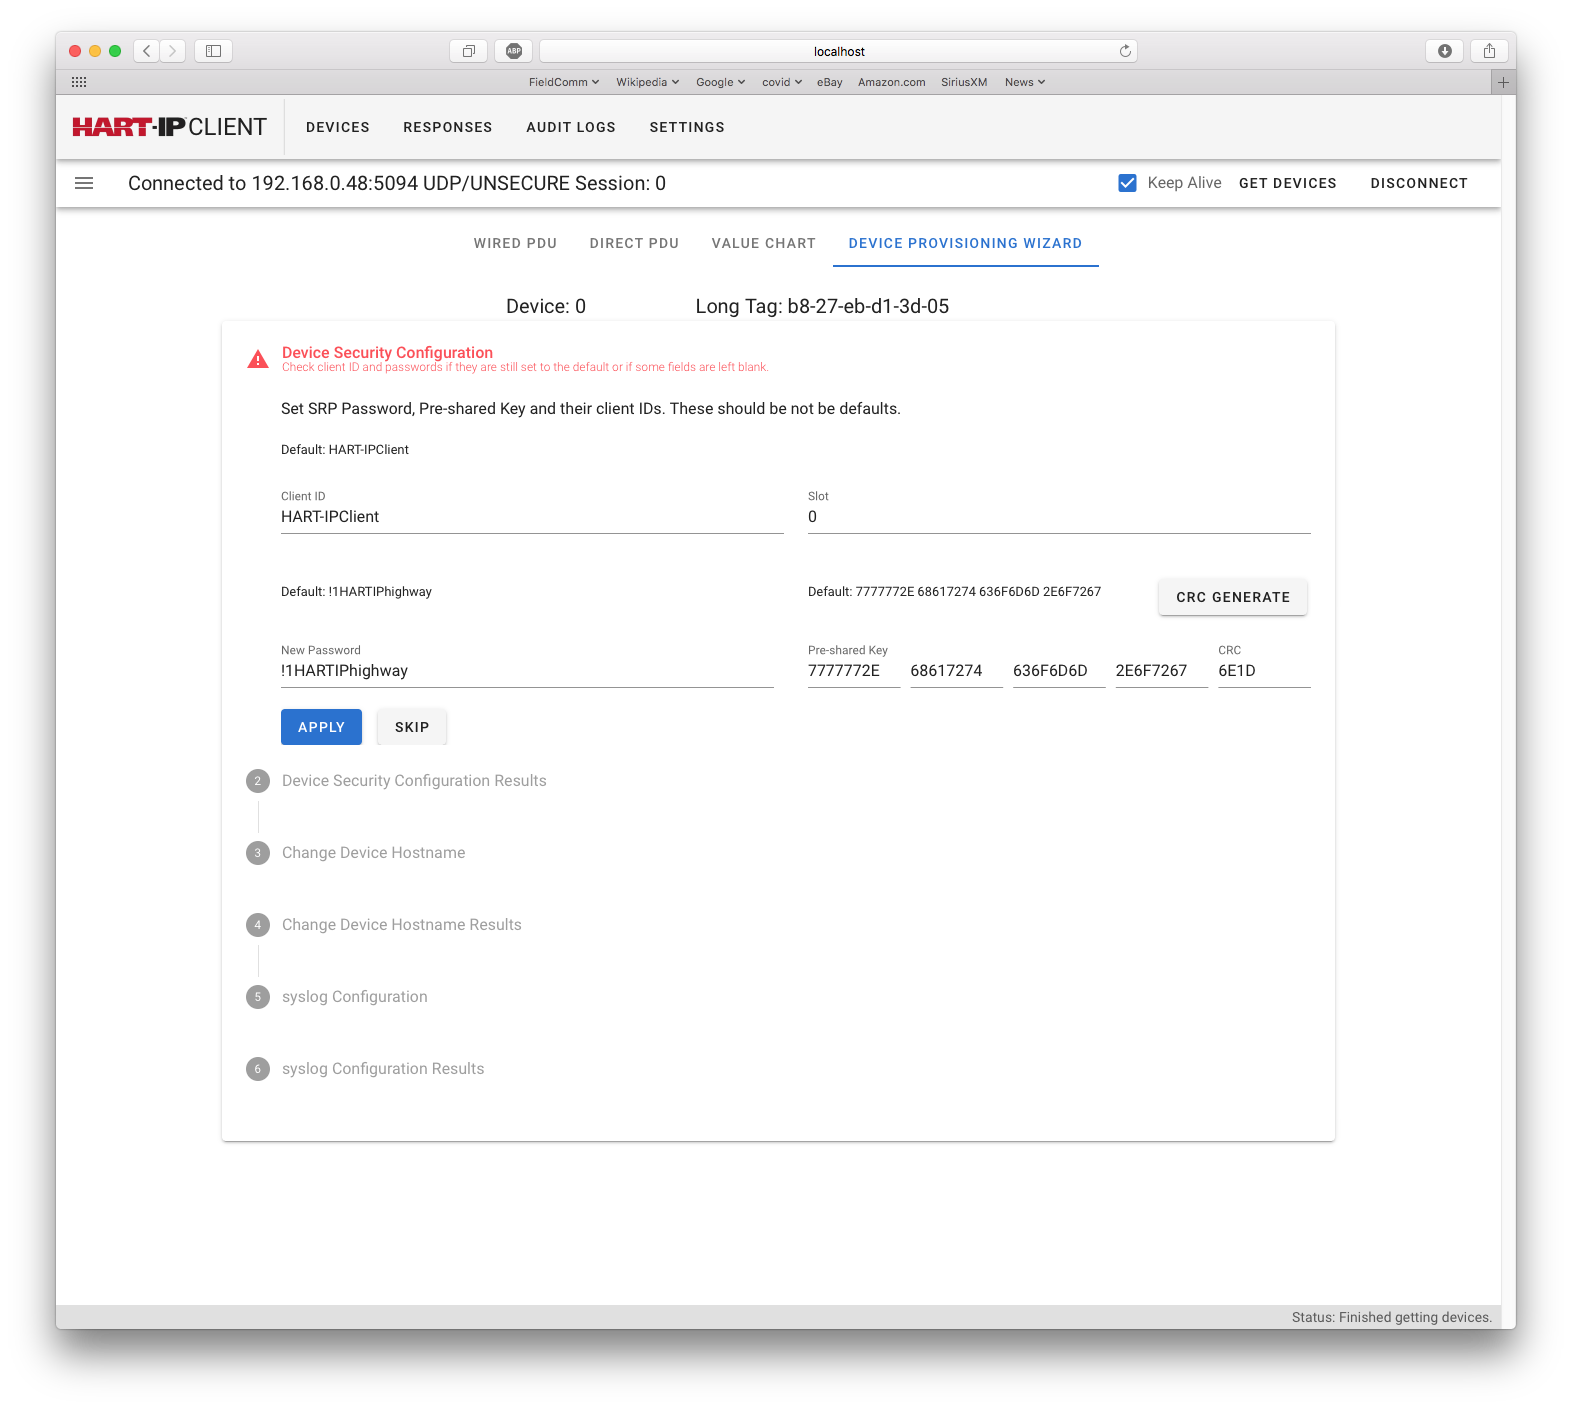 ABP
localhost
FieldComm Wikipedia Google covid eBay Amazon.com SiriusXM News
HART-IP CLIENT DEVICES RESPONSES AUDIT LOGS SETTINGS
Connected to 192.168.0.48:5094 UDP/UNSECURE Session: 0 Keep Alive GET DEVICES DISCONNECT
WIRED PDU DIRECT PDU VALUE CHART DEVICE PROVISIONING WIZARD
Device: 0 Long Tag: b8-27-eb-d1-3d-05
Device Security Configuration
Check client ID and passwords if they are still set to the default or if some fields are left blank.
Set SRP Password, Pre-shared Key and their client IDs. These should be not be defaults.
Default: HART-IPClient
Client ID Slot
HART-IPClient 0
Default: !1HARTIPhighway Default: 7777772E 68617274 636F6D6D 2E6F7267 CRC GENERATE
New Password Pre-shared Key CRC
!1HARTIPhighway 7777772E 68617274 636F6D6D 2E6F7267 6E1D
APPLY SKIP
2 Device Security Configuration Results
3 Change Device Hostname
4 Change Device Hostname Results
5 syslog Configuration
6 syslog Configuration Results
Status: Finished getting devices.